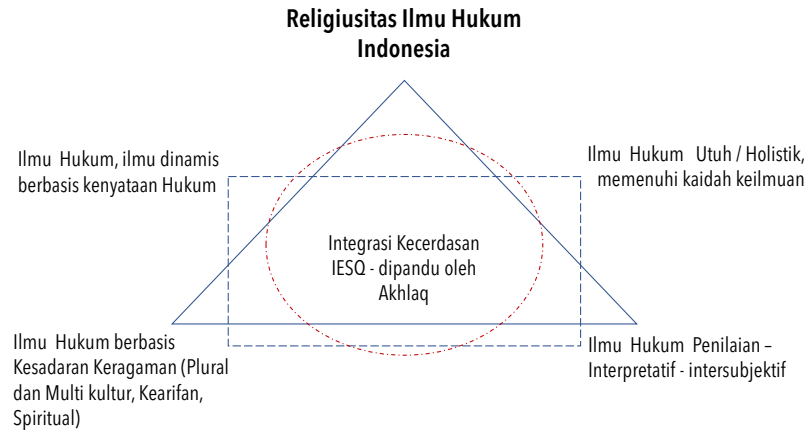 Religiusitas Ilmu Hukum
Indonesia
Ilmu Hukum, ilmu dinamis
berbasis kenyataan Hukum
Ilmu Hukum Utuh / Holistik,
memenuhi kaidah keilmuan
Integrasi Kecerdasan
IESQ - dipandu oleh
Akhlaq
Ilmu Hukum berbasis
Kesadaran Keragaman (Plural
dan Multi kultur, Kearifan,
Spiritual)
Ilmu Hukum Penilaian –
Interpretatif - intersubjektif